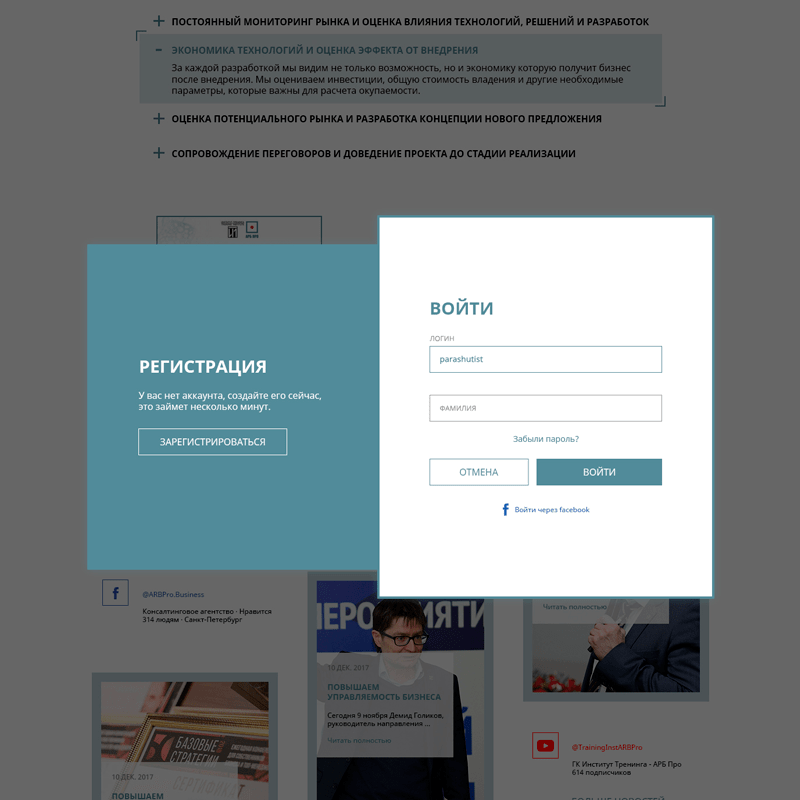 ПОСТОЯННЫЙ МОНИТОРИНГ РЫНКА И ОЦЕНКА ВЛИЯНИЯ ТЕХНОЛОГИЙ, РЕШЕНИЙ И РАЗРАБОТОК
ЭКОНОМИКА ТЕХНОЛОГИЙ И ОЦЕНКА ЭФФЕКТА ОТ ВНЕДРЕНИЯ
За каждой разработкой мы видим не только возможность, но и экономику которую получит бизнес
после внедрения. Мы оцениваем инвестиции, общую стоимость владения и другие необходимые
параметры, которые важны для расчета окупаемости.
ОЦЕНКА ПОТЕНЦИАЛЬНОГО РЫНКА И РАЗРАБОТКА КОНЦЕПЦИИ НОВОГО ПРЕДЛОЖЕНИЯ
СОПРОВОЖДЕНИЕ ПЕРЕГОВОРОВ И ДОВЕДЕНИЕ ПРОЕКТА ДО СТАДИИ РЕАЛИЗАЦИИ
РЕГИСТРАЦИЯ
У вас нет аккаунта, создайте его сейчас,
это займет несколько минут.
ЗАРЕГИСТРИРОВАТЬСЯ
ВОЙТИ
ЛОГИН
parashutist
ФАМИЛИЯ
Забыли пароль?
ОТМЕНА
ВОЙТИ
Войти через facebook
@ARBPro.Business
Консалтинговое агентство - Нравится
314 людям - Санкт-Петербург
БАЗОВЫЕ
СТРАТЕГИИ
10 ДЕК. 2017
ПОВЫШАЕМ
10 ДЕК. 2017
ПОВЫШАЕМ
УПРАВЛЯЕМОСТЬ БИЗНЕСА
Сегодня 9 ноября Демид Голиков,
руководитель направления ...
Читать полностью
Читать полностью
@TrainingInstARBPro
ГК Институт Тренинга - АРБ Про
614 подписчиков